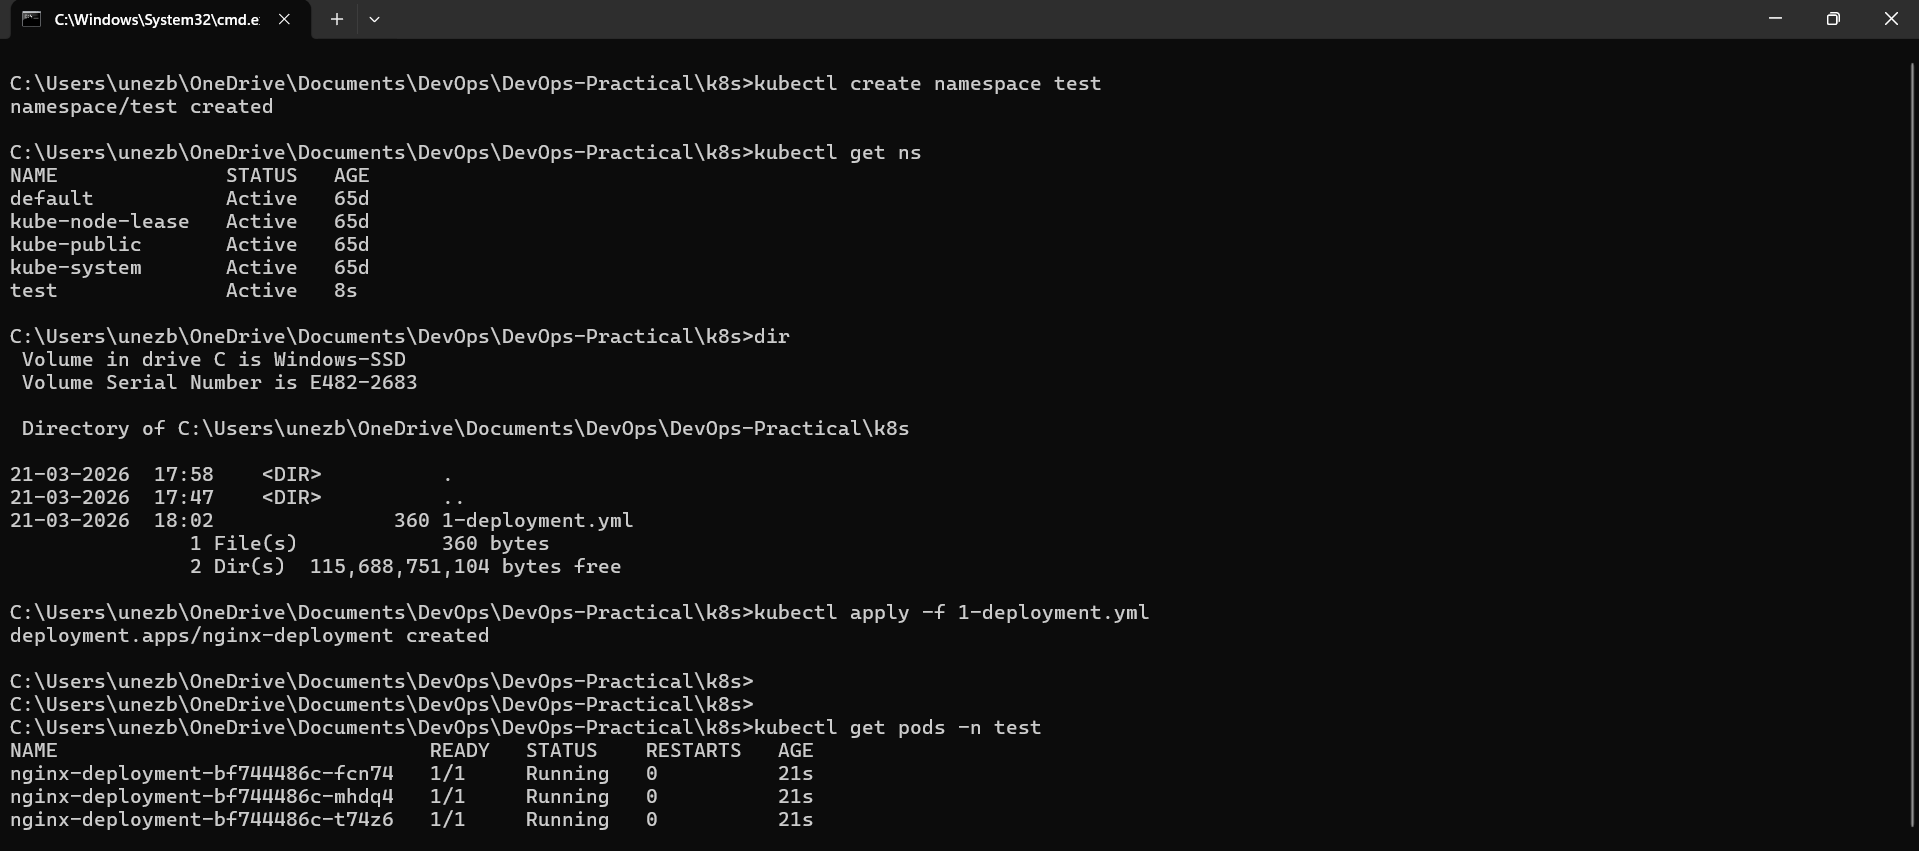 C:\Windows\System32\cmd.e
C:\Users\unezb\OneDrive\Documents\DevOps\DevOps-Practical\k8s>kubectl create namespace test
namespace/test created
C:\Users\unezb\OneDrive\Documents\DevOps\DevOps-Practical\k8s>kubectl get ns
NAME STATUS AGE
default Active 65d
kube-node-lease Active 65d
kube-public Active 65d
kube-system Active 65d
test Active 8s
C:\Users\unezb\OneDrive\Documents\DevOps\DevOps-Practical\k8s>dir
Volume in drive C is Windows-SSD
Volume Serial Number is E482-2683
Directory of C:\Users\unezb\OneDrive\Documents\DevOps\DevOps-Practical\k8s
21-03-2026 17:58 <DIR> .
21-03-2026 17:47 <DIR> ..
21-03-2026 18:02 360 1-deployment.yml
1 File(s) 360 bytes
2 Dir(s) 115,688,751,104 bytes free
C:\Users\unezb\OneDrive\Documents\DevOps\DevOps-Practical\k8s>kubectl apply -f 1-deployment.yml
deployment.apps/nginx-deployment created
C:\Users\unezb\OneDrive\Documents\DevOps\DevOps-Practical\k8s>
C:\Users\unezb\OneDrive\Documents\DevOps\DevOps-Practical\k8s>
C:\Users\unezb\OneDrive\Documents\DevOps\DevOps-Practical\k8s>kubectl get pods -n test
NAME READY STATUS RESTARTS AGE
nginx-deployment-bf744486c-fcn74 1/1 Running 0 21s
nginx-deployment-bf744486c-mhdq4 1/1 Running 0 21s
nginx-deployment-bf744486c-t74z6 1/1 Running 0 21s